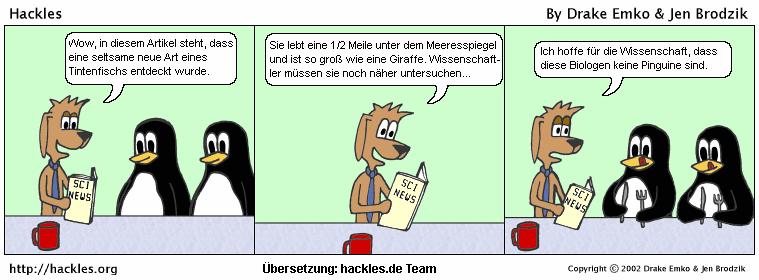 Hackles
By Drake Emko & Jen Brodzik
Wow, in diesem Artikel steht, dass
eine seltsame neue Art eines
Tintenfischs entdeckt wurde.
SCI
NEWS
Sie lebt eine 1/2 Meile unter dem Meeresspiegel
und ist so groß wie eine Giraffe. Wissenschaft-
ler müssen sie noch näher untersuchen...
SCI
NEWS
Ich hoffe für die Wissenschaft, dass
diese Biologen keine Pinguine sind.
SCI
NEWS
http://hackles.org
Übersetzung: hackles.de Team
Copyright © 2002 Drake Emko & Jen Brodzik